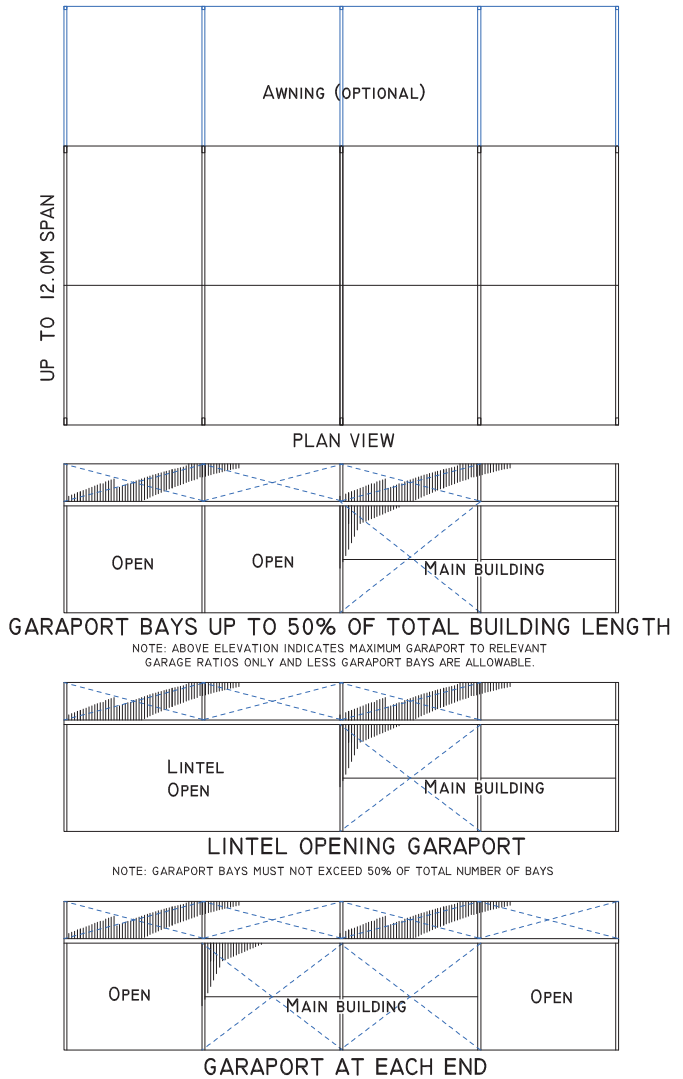 Awning (optional)
UP TO 12.0M SPAN
PLAN VIEW
Open
Open
Main building
GARAPORT BAYS UP TO 50% OF TOTAL BUILDING LENGTH
NOTE: ABOVE ELEVATION INDICATES MAXIMUM GARAPORT TO RELEVANT
GARAGE RATIOS ONLY AND LESS GARAPORT BAYS ARE ALLOWABLE.
Lintel
Open
Main building
LINTEL OPENING GARAPORT
NOTE: GARAPORT BAYS MUST NOT EXCEED 50% OF TOTAL NUMBER OF BAYS
Open
Main building
Open
GARAPORT AT EACH END